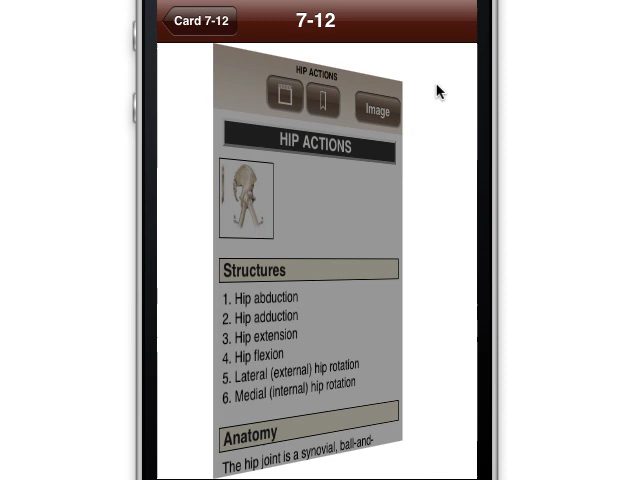 Card 7-12
7-12
HIP ACTIONS
Image
HIP ACTIONS
Structures
1. Hip abduction
2. Hip adduction
3. Hip extension
4. Hip flexion
5. Lateral (external) hip rotation
6. Medial (internal) hip rotation
Anatomy
The hip joint is a synovial, ball-and-